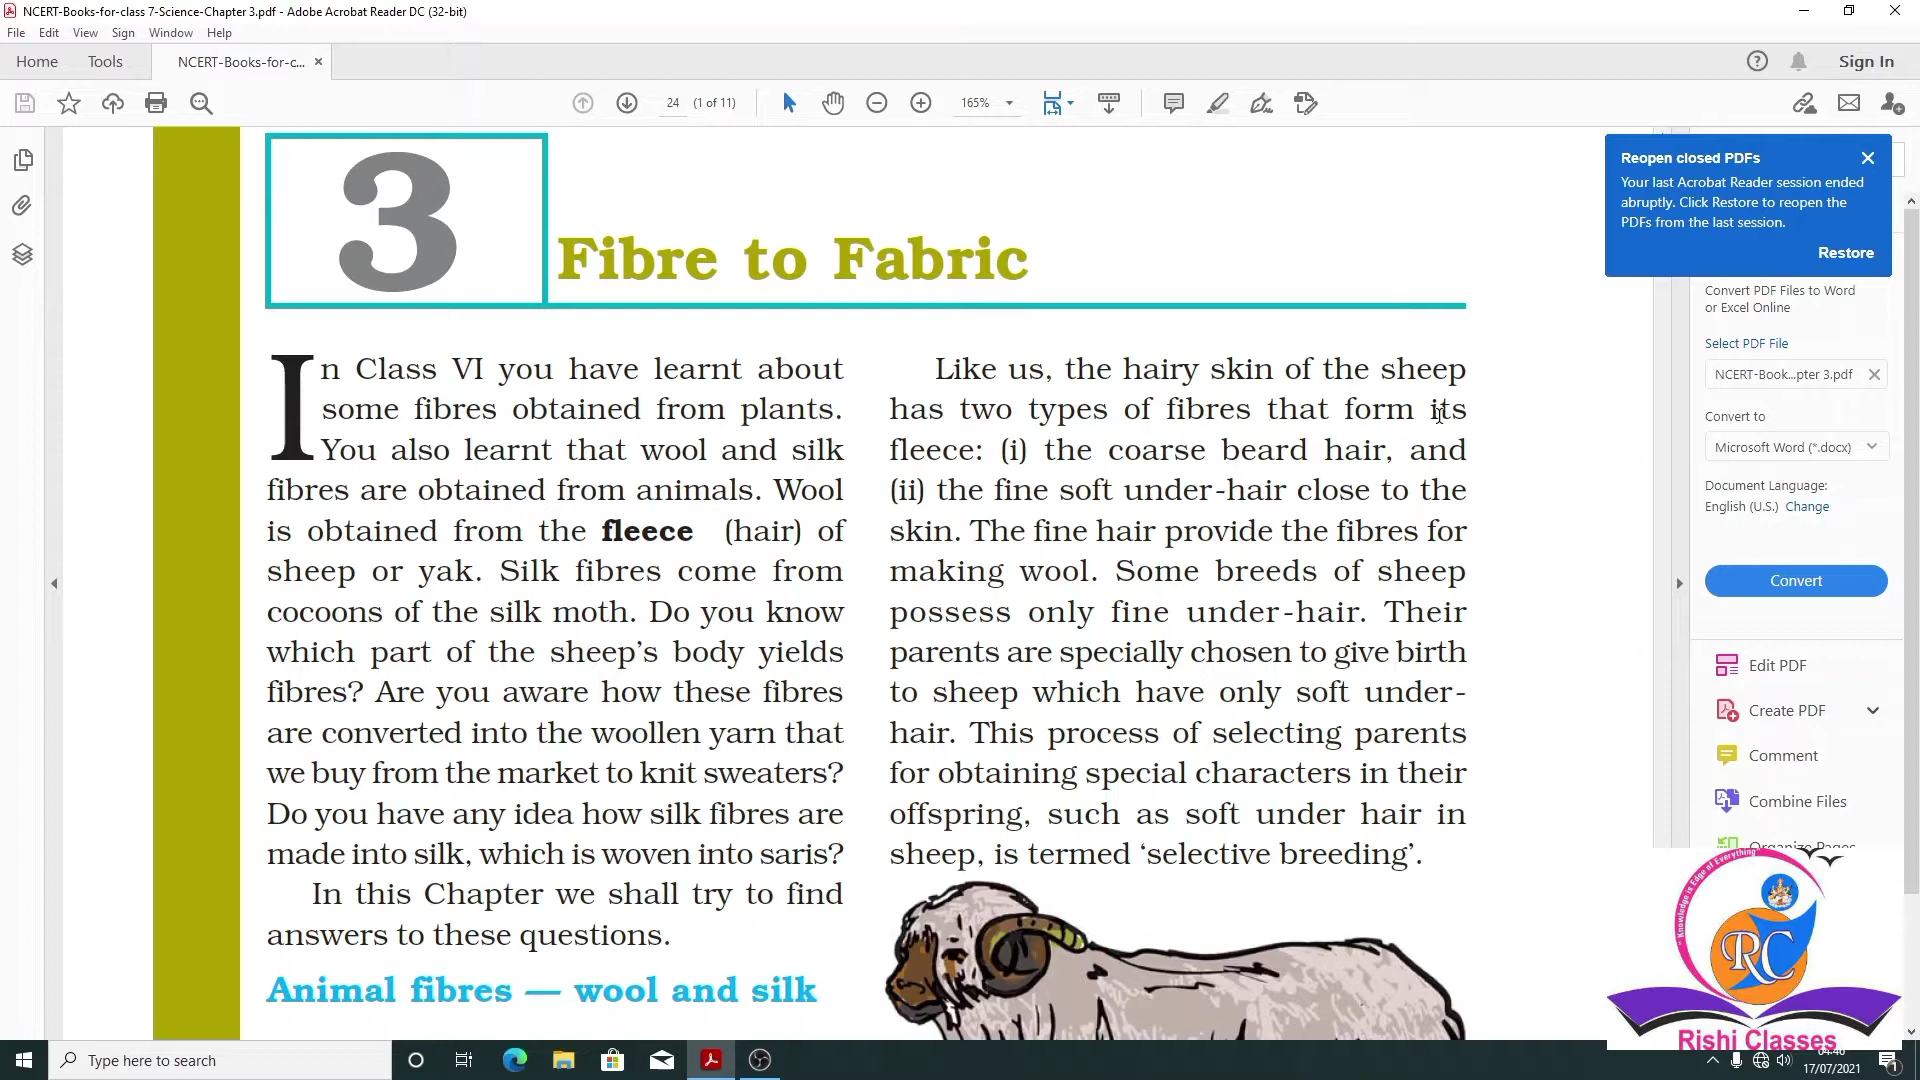 NCERT-Books-for-class 7-Science-Chapter 3.pdf - Adobe Acrobat Reader DC (32-bit)
File Edit View Sign Window Help
Home Tools NCERT-Books-for-c... Sign In
24 (1 of 11) 165%
Reopen closed PDFs
Your last Acrobat Reader session ended
abruptly. Click Restore to reopen the
PDFs from the last session.
Restore
3
Fibre to Fabric
In Class VI you have learnt about
some fibres obtained from plants.
You also learnt that wool and silk
fibres are obtained from animals. Wool
is obtained from the fleece (hair) of
sheep or yak. Silk fibres come from
cocoons of the silk moth. Do you know
which part of the sheep's body yields
fibres? Are you aware how these fibres
are converted into the woollen yarn that
we buy from the market to knit sweaters?
Do you have any idea how silk fibres are
made into silk, which is woven into saris?
In this Chapter we shall try to find
answers to these questions.
Animal fibres — wool and silk
Like us, the hairy skin of the sheep
has two types of fibres that form its
fleece: (i) the coarse beard hair, and
(ii) the fine soft under-hair close to the
skin. The fine hair provide the fibres for
making wool. Some breeds of sheep
possess only fine under-hair. Their
parents are specially chosen to give birth
to sheep which have only soft under-
hair. This process of selecting parents
for obtaining special characters in their
offspring, such as soft under hair in
sheep, is termed ‘selective breeding’.
Convert PDF Files to Word
or Excel Online
Select PDF File
NCERT-Book...pter 3.pdf
Convert to
Microsoft Word (*.docx)
Document Language:
English (U.S.) Change
Convert
Edit PDF
Create PDF
Comment
Combine Files
Organize Pages
"Knowledge is Edge of Everything"
RC
Rishi Classes
Type here to search
04:40
17/07/2021
1